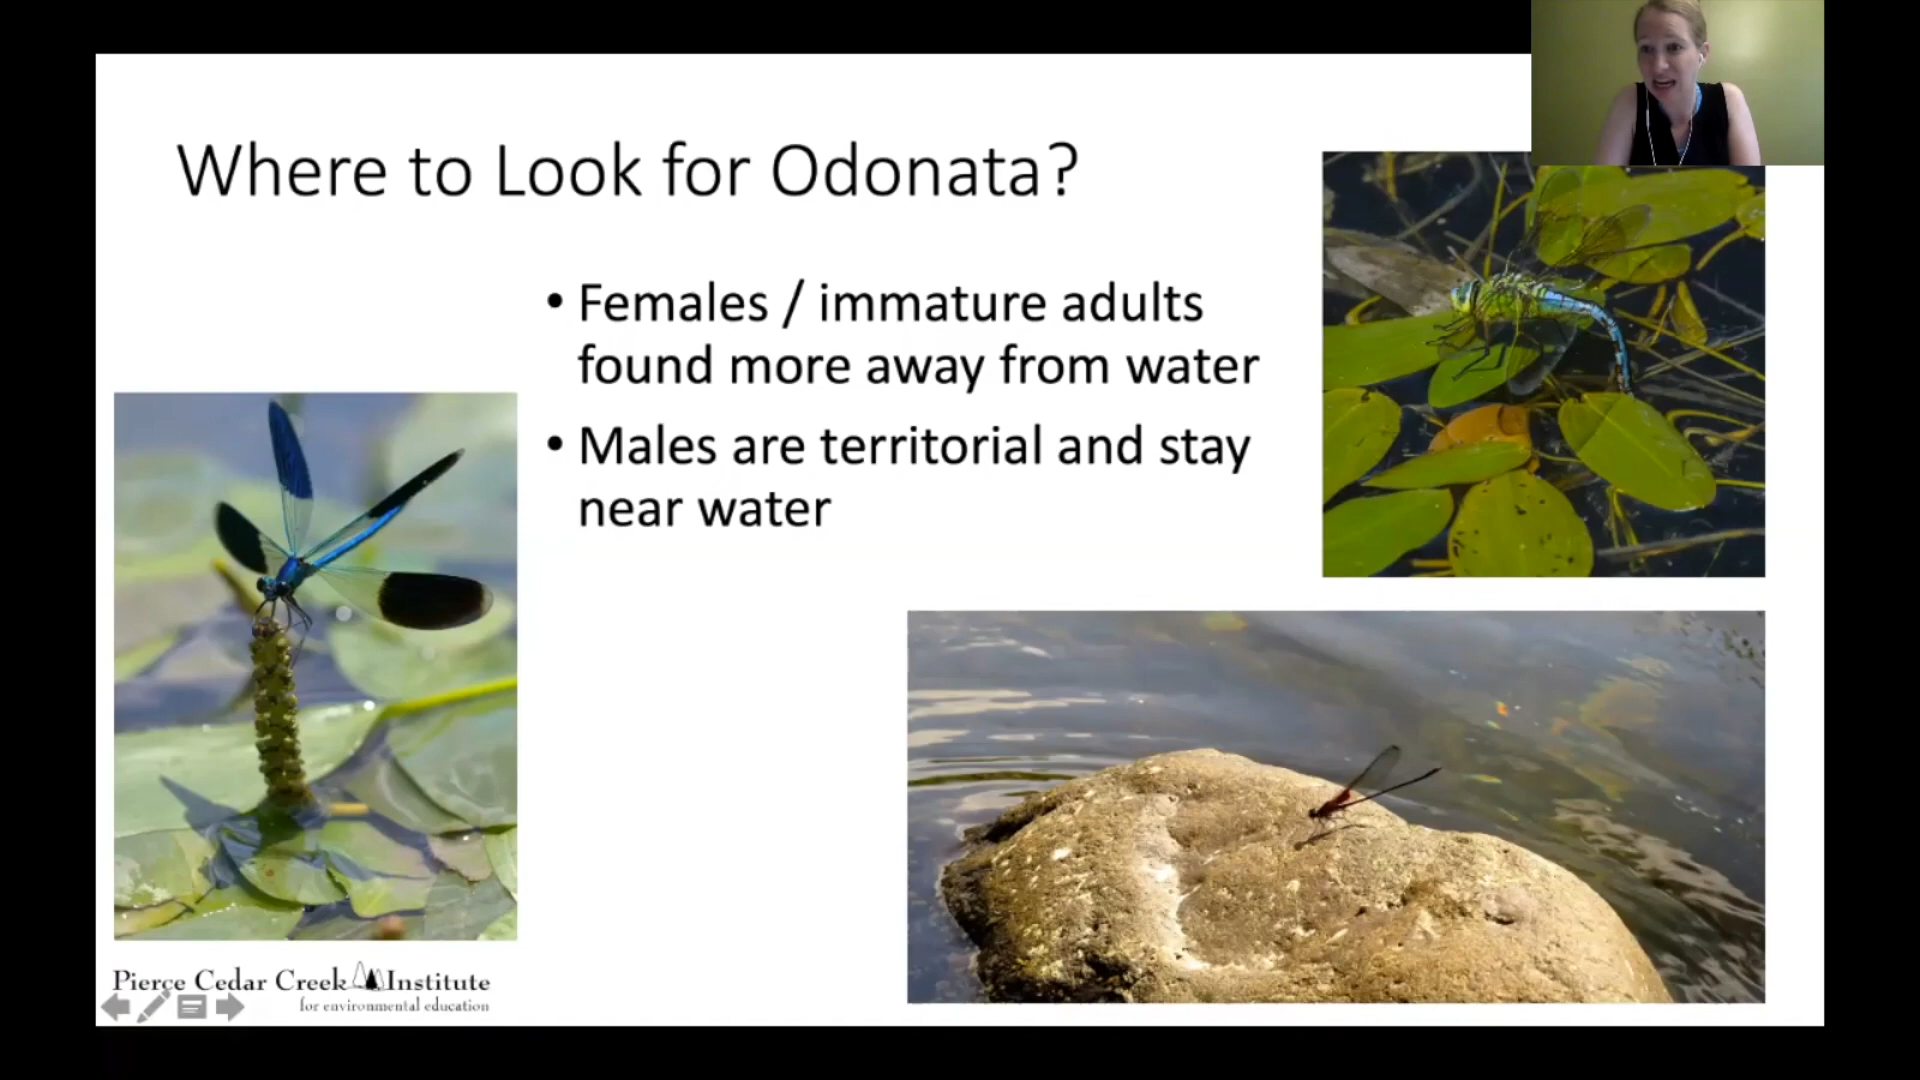 Where to Look for Odonata?
• Females / immature adults
found more away from water
• Males are territorial and stay
near water
Pierce Cedar Creek Institute
for environmental education